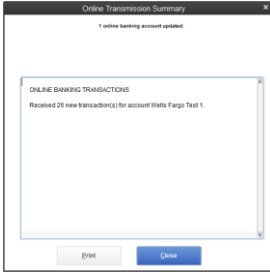 Online Transmission Summary
1 online banking account updated.
ONLINE BANKING TRANSACTIONS
Received 26 new transaction(s) for account Wells Fargo Test 1.
Print
Close